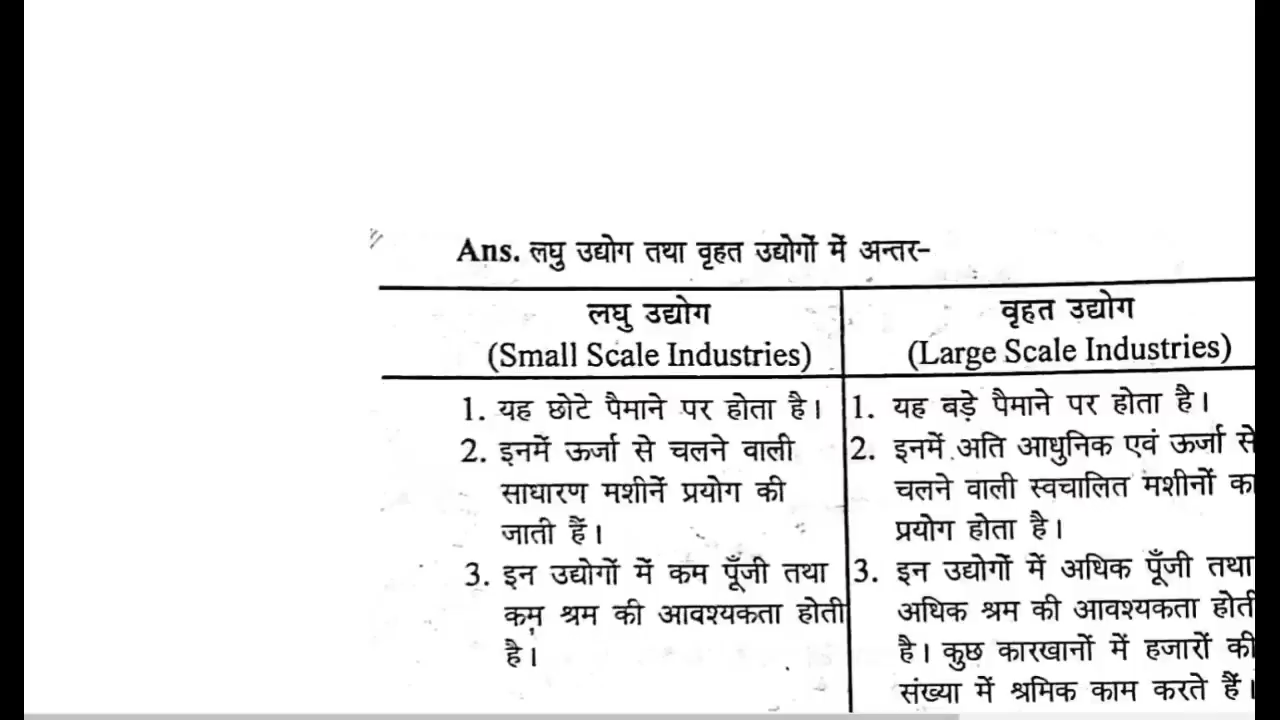 Ans. लघु उद्योग तथा वृहत उद्योगों में अन्तर-
लघु उद्योग
(Small Scale Industries)
1. यह छोटे पैमाने पर होता है।
2. इनमें ऊर्जा से चलने वाली
साधारण मशीनें प्रयोग की
जाती हैं।
3. इन उद्योगों में कम पूँजी तथा
कम श्रम की आवश्यकता होती
है।
वृहत उद्योग
(Large Scale Industries)
1. यह बड़े पैमाने पर होता है।
2. इनमें अति आधुनिक एवं ऊर्जा से
चलने वाली स्वचालित मशीनों का
प्रयोग होता है।
3. इन उद्योगों में अधिक पूँजी तथा
अधिक श्रम की आवश्यकता होती
है। कुछ कारखानों में हजारों की
संख्या में श्रमिक काम करते हैं।